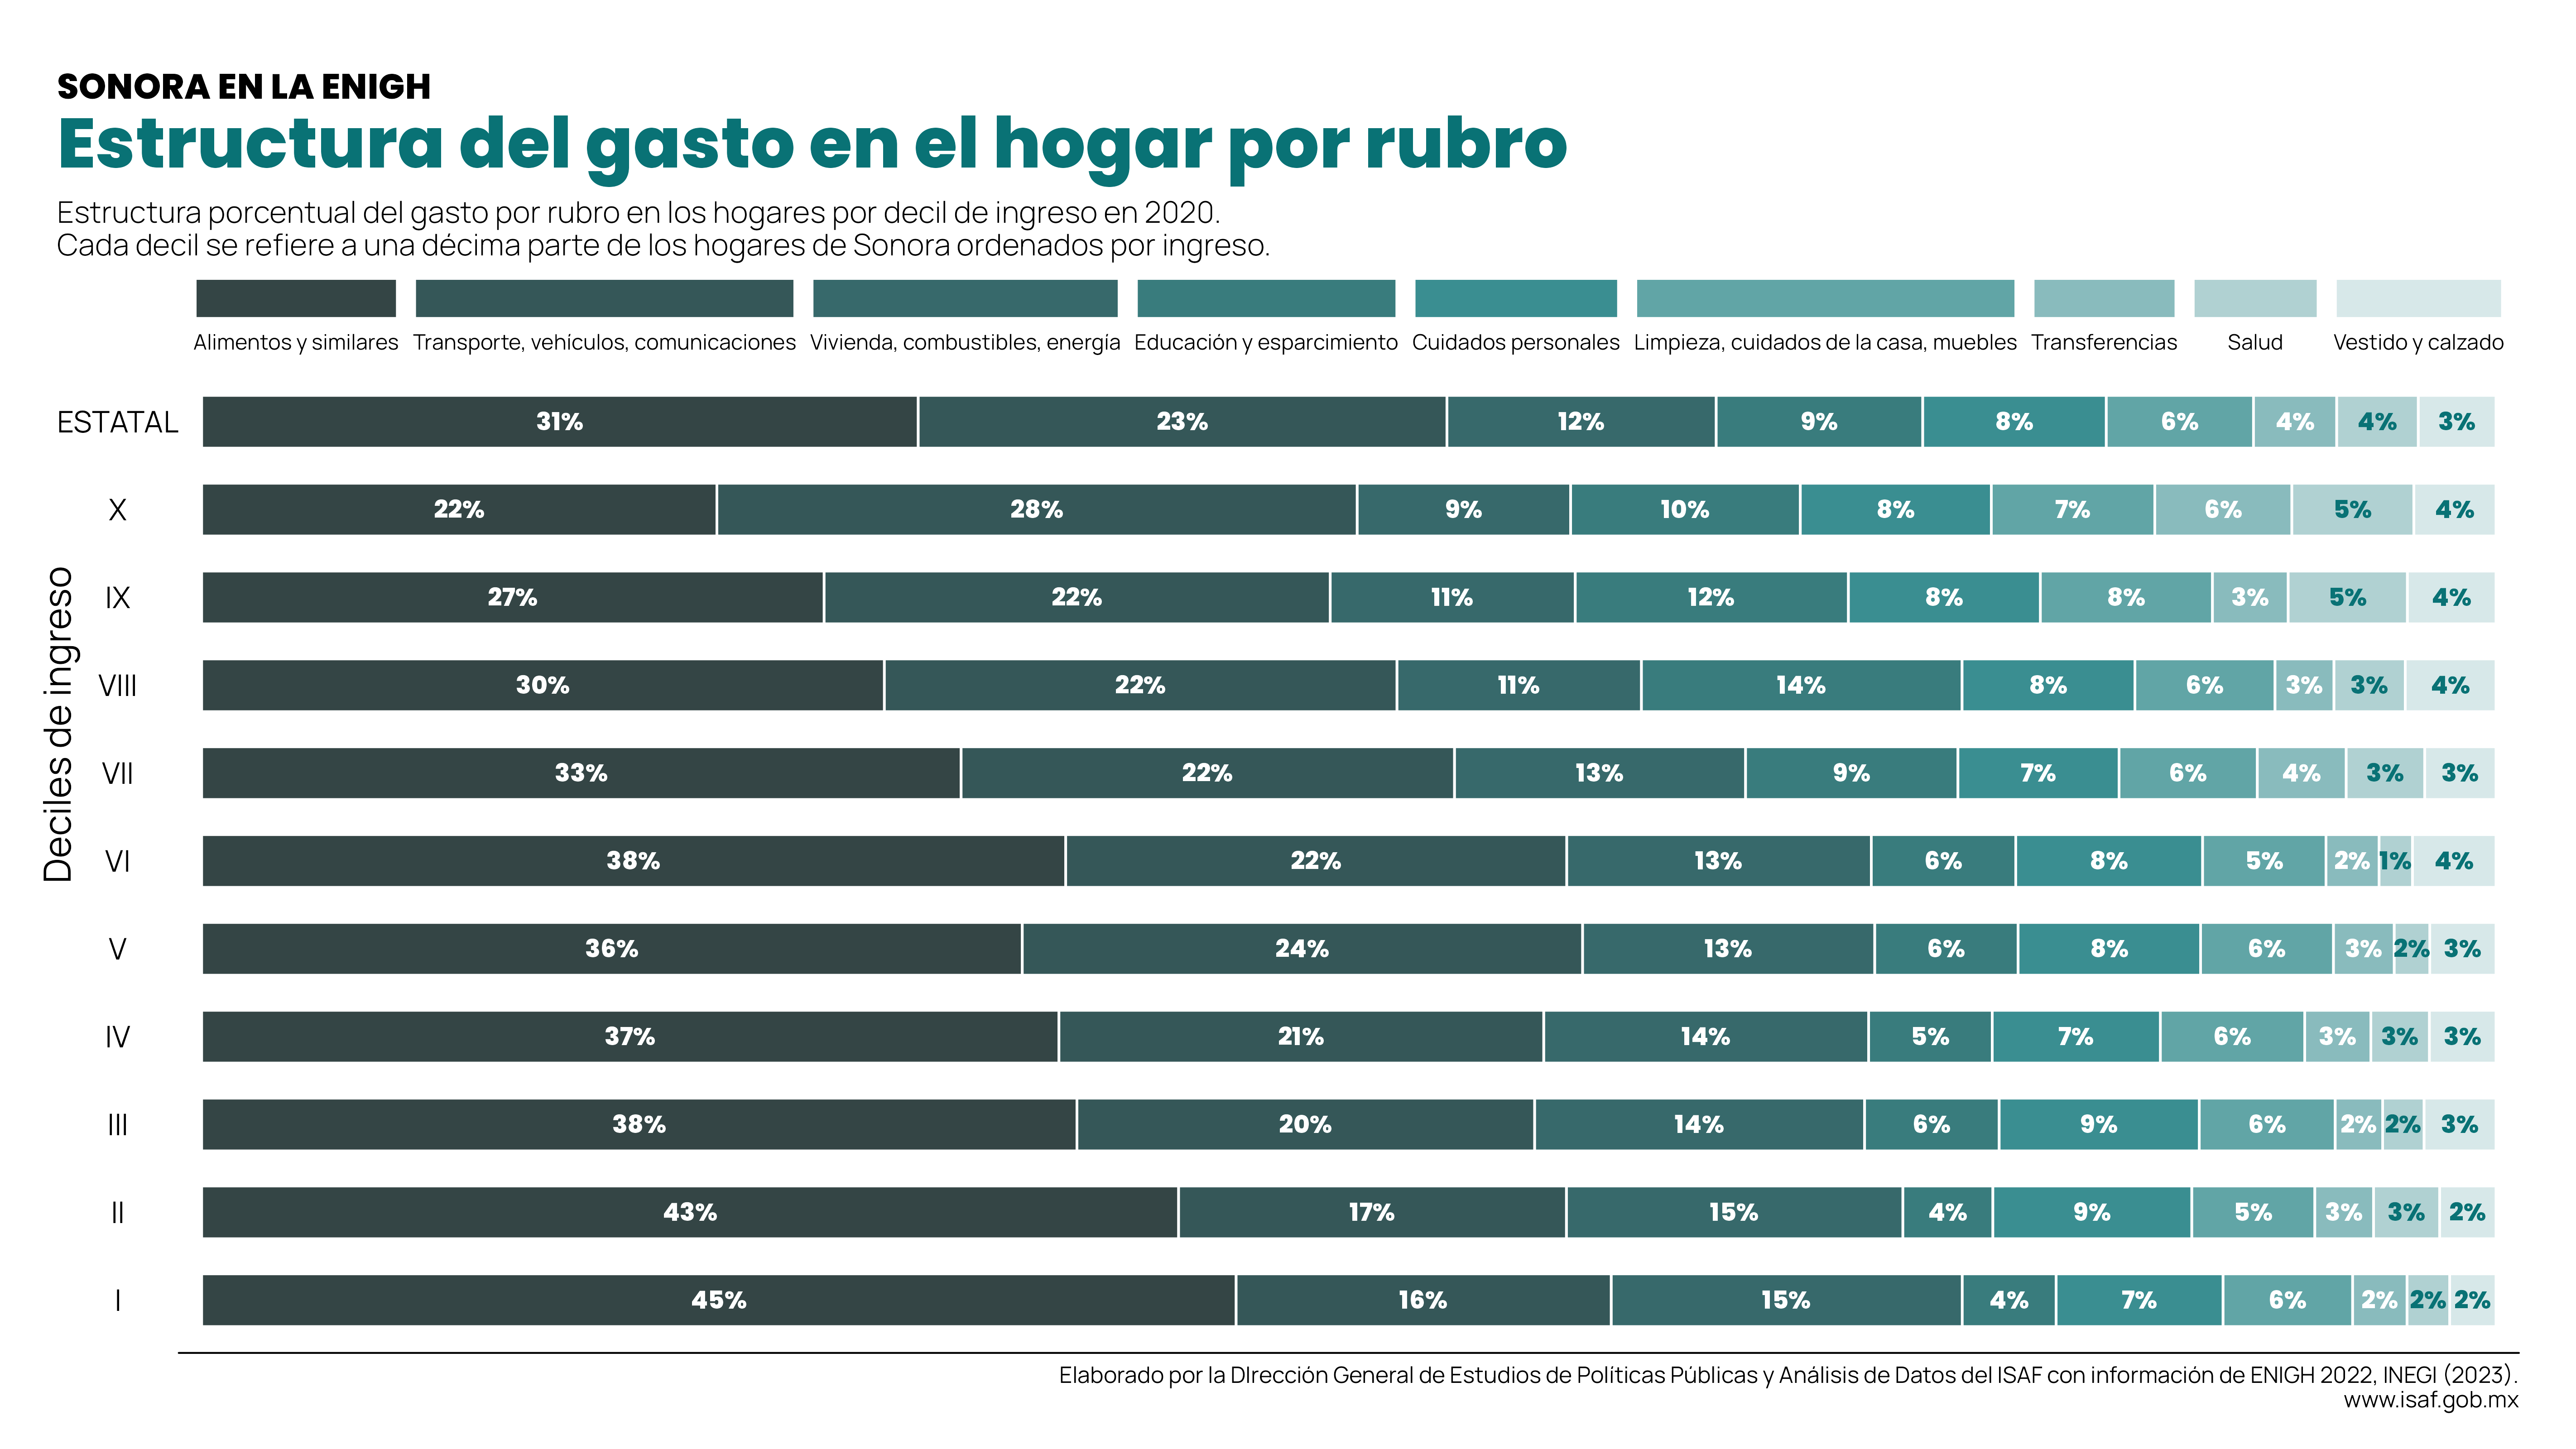 SONORA EN LA ENIGH
Estructura del gasto en el hogar por rubro
Estructura porcentual del gasto por rubro en los hogares por decil de ingreso en 2020.
Cada decil se refiere a una décima parte de los hogares de Sonora ordenados por ingreso.
Alimentos y similares Transporte, vehículos, comunicaciones Vivienda, combustibles, energía Educación y esparcimiento Cuidados personales Limpieza, cuidados de la casa, muebles Transferencias Salud Vestido y calzado
ESTATAL 31% 23% 12% 9% 8% 6% 4% 4% 3%
X 22% 28% 9% 10% 8% 7% 6% 5% 4%
Deciles de ingreso
IX 27% 22% 11% 12% 8% 8% 3% 5% 4%
VIII 30% 22% 11% 14% 8% 6% 3% 3% 4%
VII 33% 22% 13% 9% 7% 6% 4% 3% 3%
VI 38% 22% 13% 6% 8% 5% 2% 1% 4%
V 36% 24% 13% 6% 8% 6% 3% 2% 3%
IV 37% 21% 14% 5% 7% 6% 3% 3% 3%
III 38% 20% 14% 6% 9% 6% 2% 2% 3%
II 43% 17% 15% 4% 9% 5% 3% 3% 2%
I 45% 16% 15% 4% 7% 6% 2% 2% 2%
Elaborado por la DIrección General de Estudios de Políticas Públicas y Análisis de Datos del ISAF con información de ENIGH 2022, INEGI (2023).
www.isaf.gob.mx